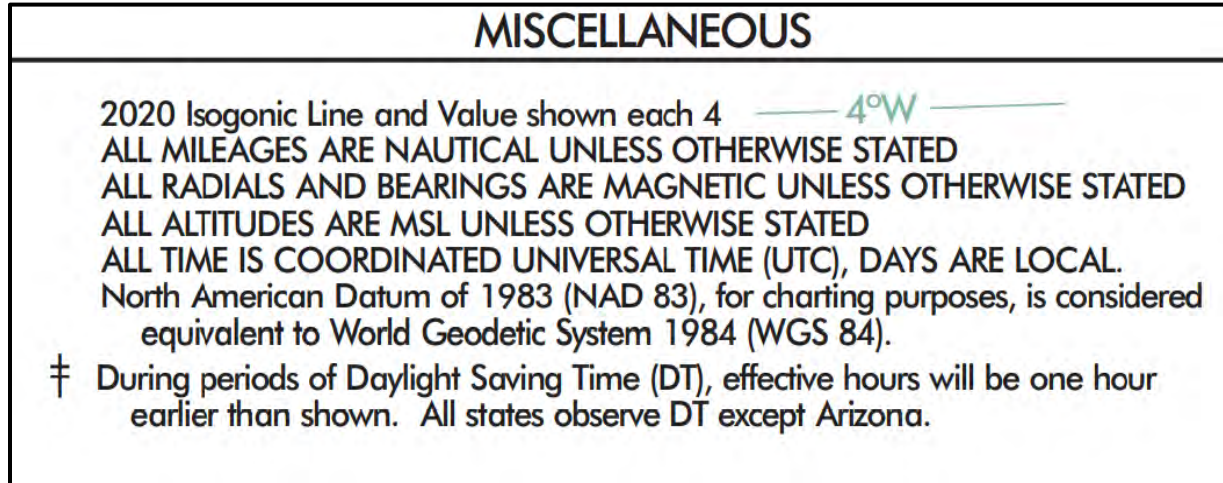 MISCELLANEOUS
2020 Isogonic Line and Value shown each 4 4°W
ALL MILEAGES ARE NAUTICAL UNLESS OTHERWISE STATED
ALL RADIALS AND BEARINGS ARE MAGNETIC UNLESS OTHERWISE STATED
ALL ALTITUDES ARE MSL UNLESS OTHERWISE STATED
ALL TIME IS COORDINATED UNIVERSAL TIME (UTC), DAYS ARE LOCAL.
North American Datum of 1983 (NAD 83), for charting purposes, is considered
equivalent to World Geodetic System 1984 (WGS 84).
‡ During periods of Daylight Saving Time (DT), effective hours will be one hour
earlier than shown. All states observe DT except Arizona.